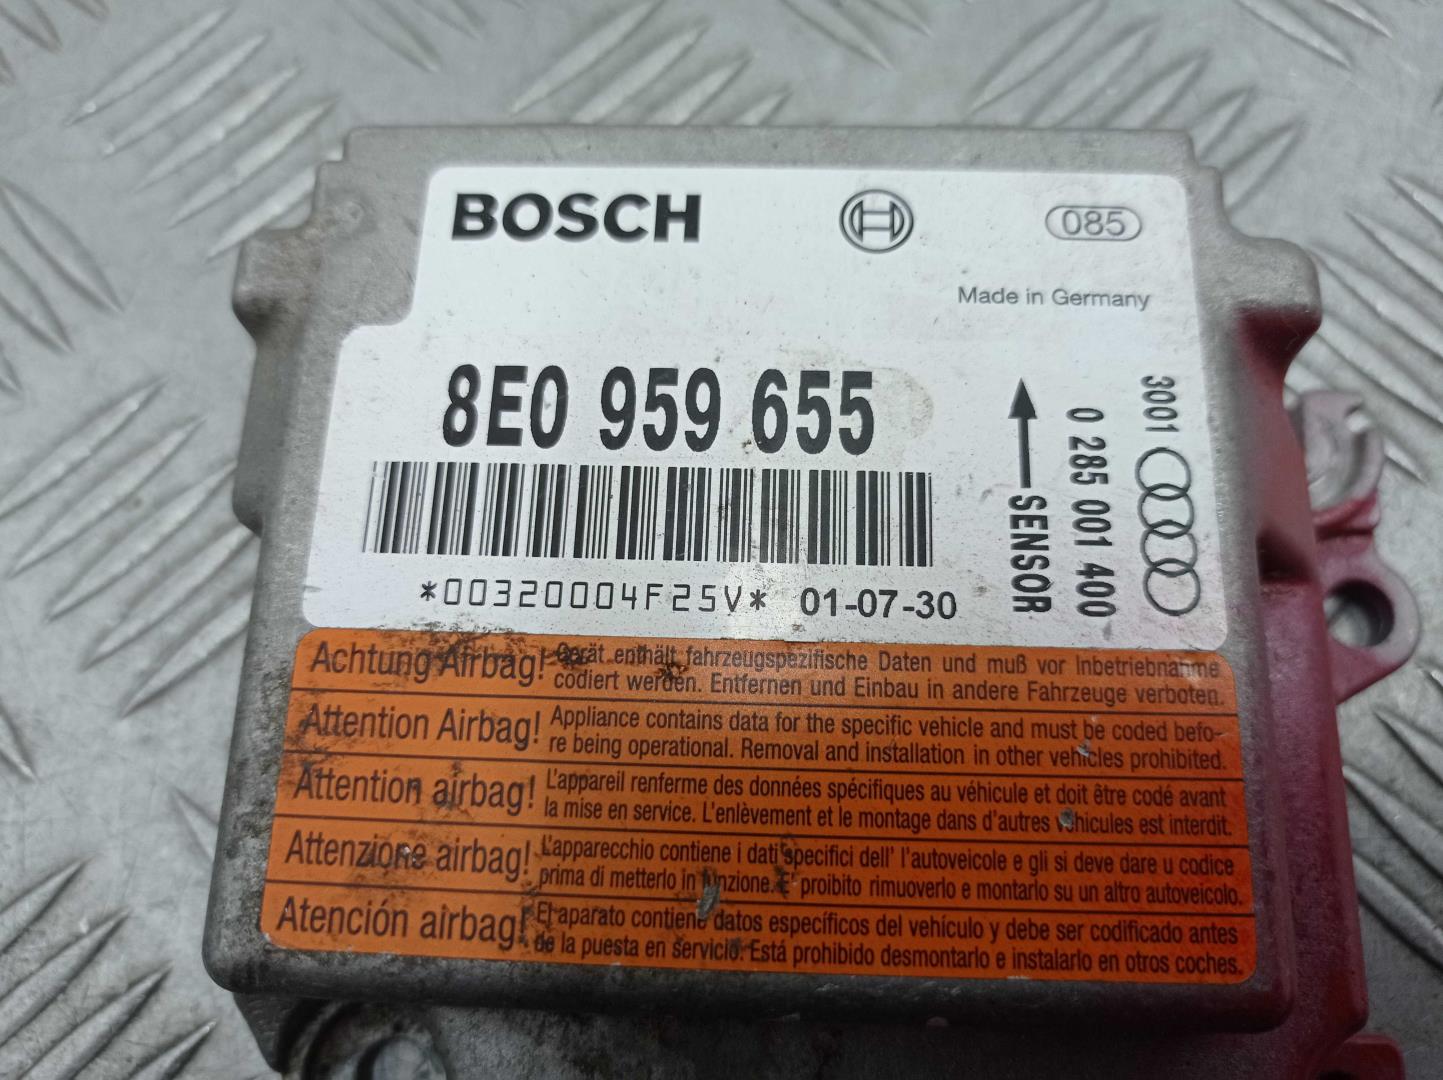 BOSCH
085
Made in Germany
8E0 959 655
*00320004F25V* 01-07-30
SENSOR
0 285 001 400
3001
Achtung Airbag! Gerät enthält fahrzeugspezifische Daten und muß vor Inbetriebnahme
codiert werden. Entfernen und Einbau in andere Fahrzeuge verboten.
Attention Airbag! Appliance contains data for the specific vehicle and must be coded befo-
re being operational. Removal and installation in other vehicles prohibited.
Attention airbag! L'appareil renferme des données spécifiques au véhicule et doit être codé avant
la mise en service. L'enlèvement et le montage dans d'autres véhicules est interdit.
Attenzione airbag! L'apparecchio contiene i dati specifici dell' l'autoveicole e gli si deve dare u codice
prima di metterlo in funzione. E' proibito rimuoverlo e montarlo su un altro autoveicolo.
Atención airbag! El aparato contiene datos específicos del vehículo y debe ser codificado antes
de la puesta en servicio. Está prohibido desmontarlo e instalarlo en otros coches.